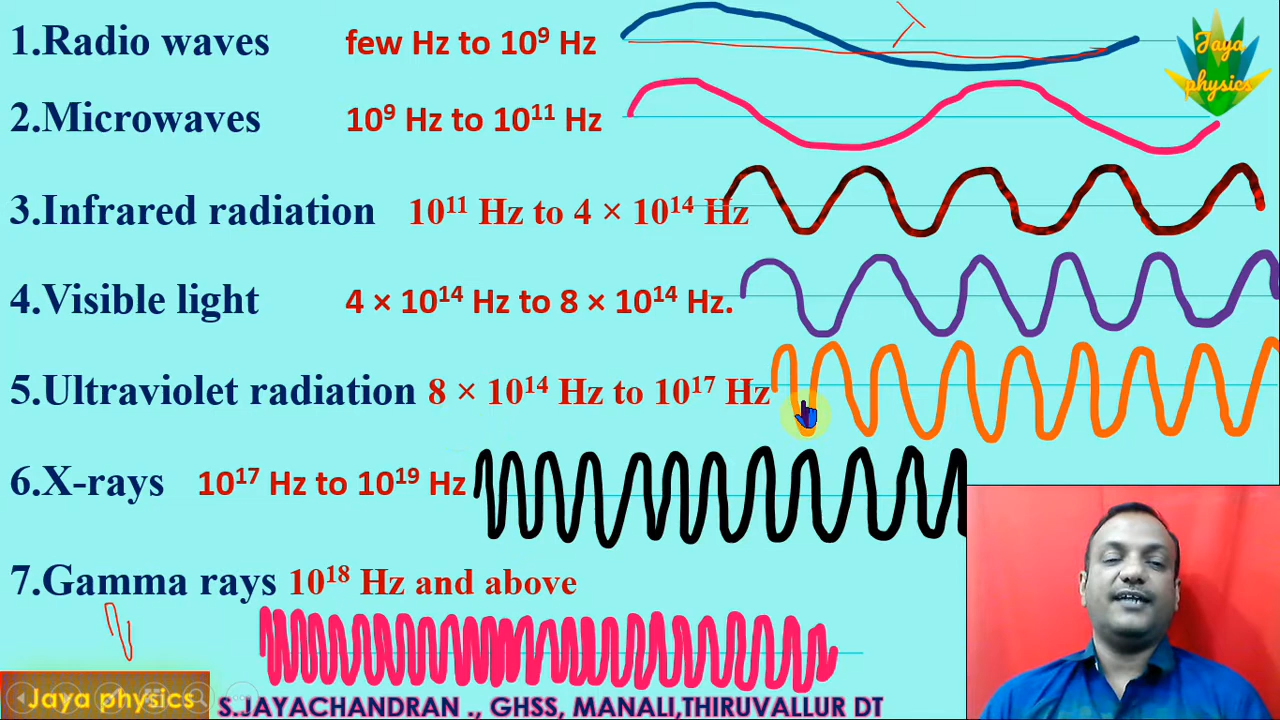 1.Radio waves few Hz to 10⁹ Hz
Jaya physics
2.Microwaves 10⁹ Hz to 10¹¹ Hz
3.Infrared radiation 10¹¹ Hz to 4 × 10¹⁴ Hz
4.Visible light 4 × 10¹⁴ Hz to 8 × 10¹⁴ Hz.
5.Ultraviolet radiation 8 × 10¹⁴ Hz to 10¹⁷ Hz
6.X-rays 10¹⁷ Hz to 10¹⁹ Hz
7.Gamma rays 10¹⁸ Hz and above
Jaya physics
S.JAYACHANDRAN ., GHSS, MANALI,THIRUVALLUR DT